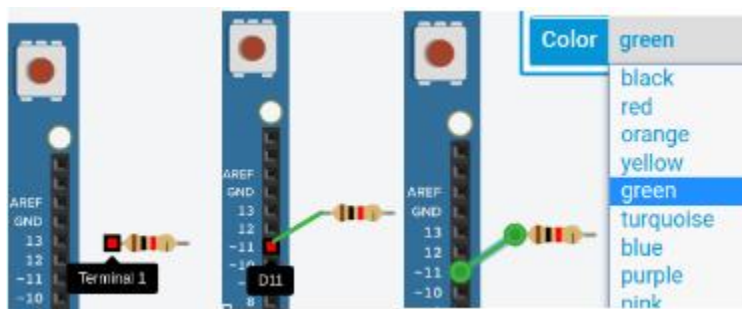 AREF
GND
13
12
-11
-10
Terminal 1
AREF
GND
13
12
-11
-10
D11
8
AREF
GND
13
12
-11
-10
Color green
black
red
orange
yellow
green
turquoise
blue
purple
pink